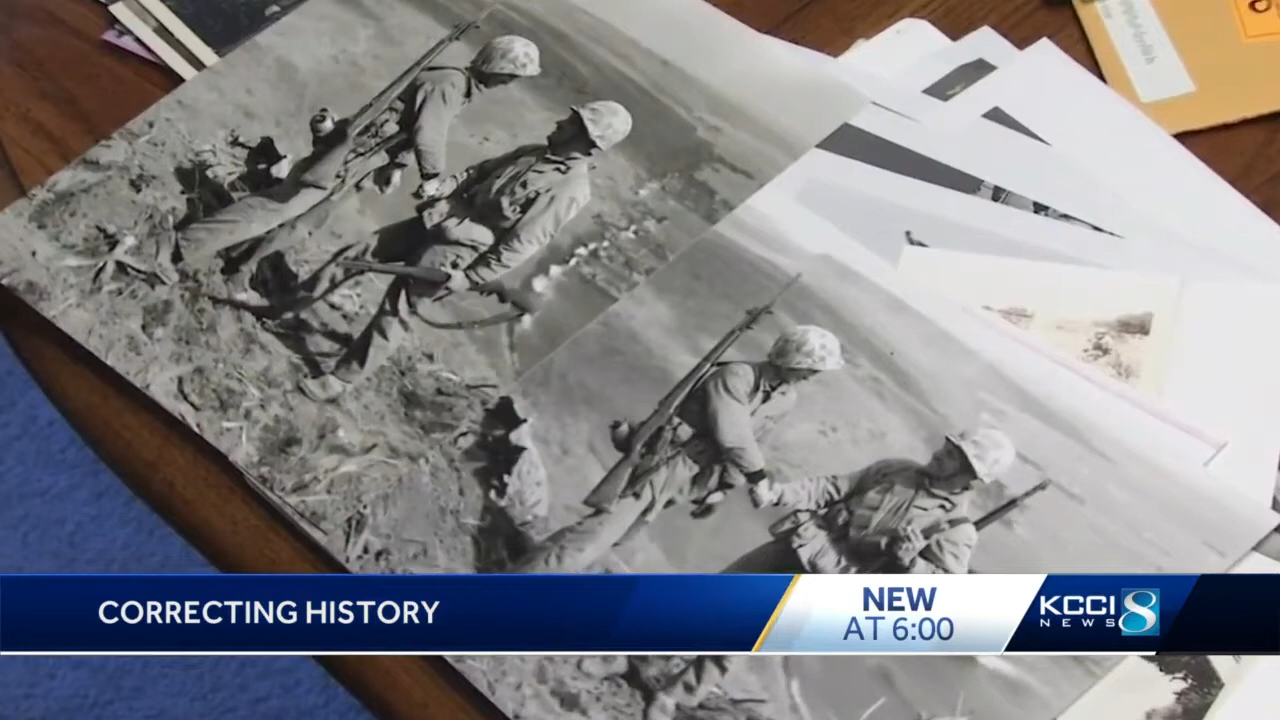 CORRECTING HISTORY
NEW
AT 6:00
KCCI 8
NEWS